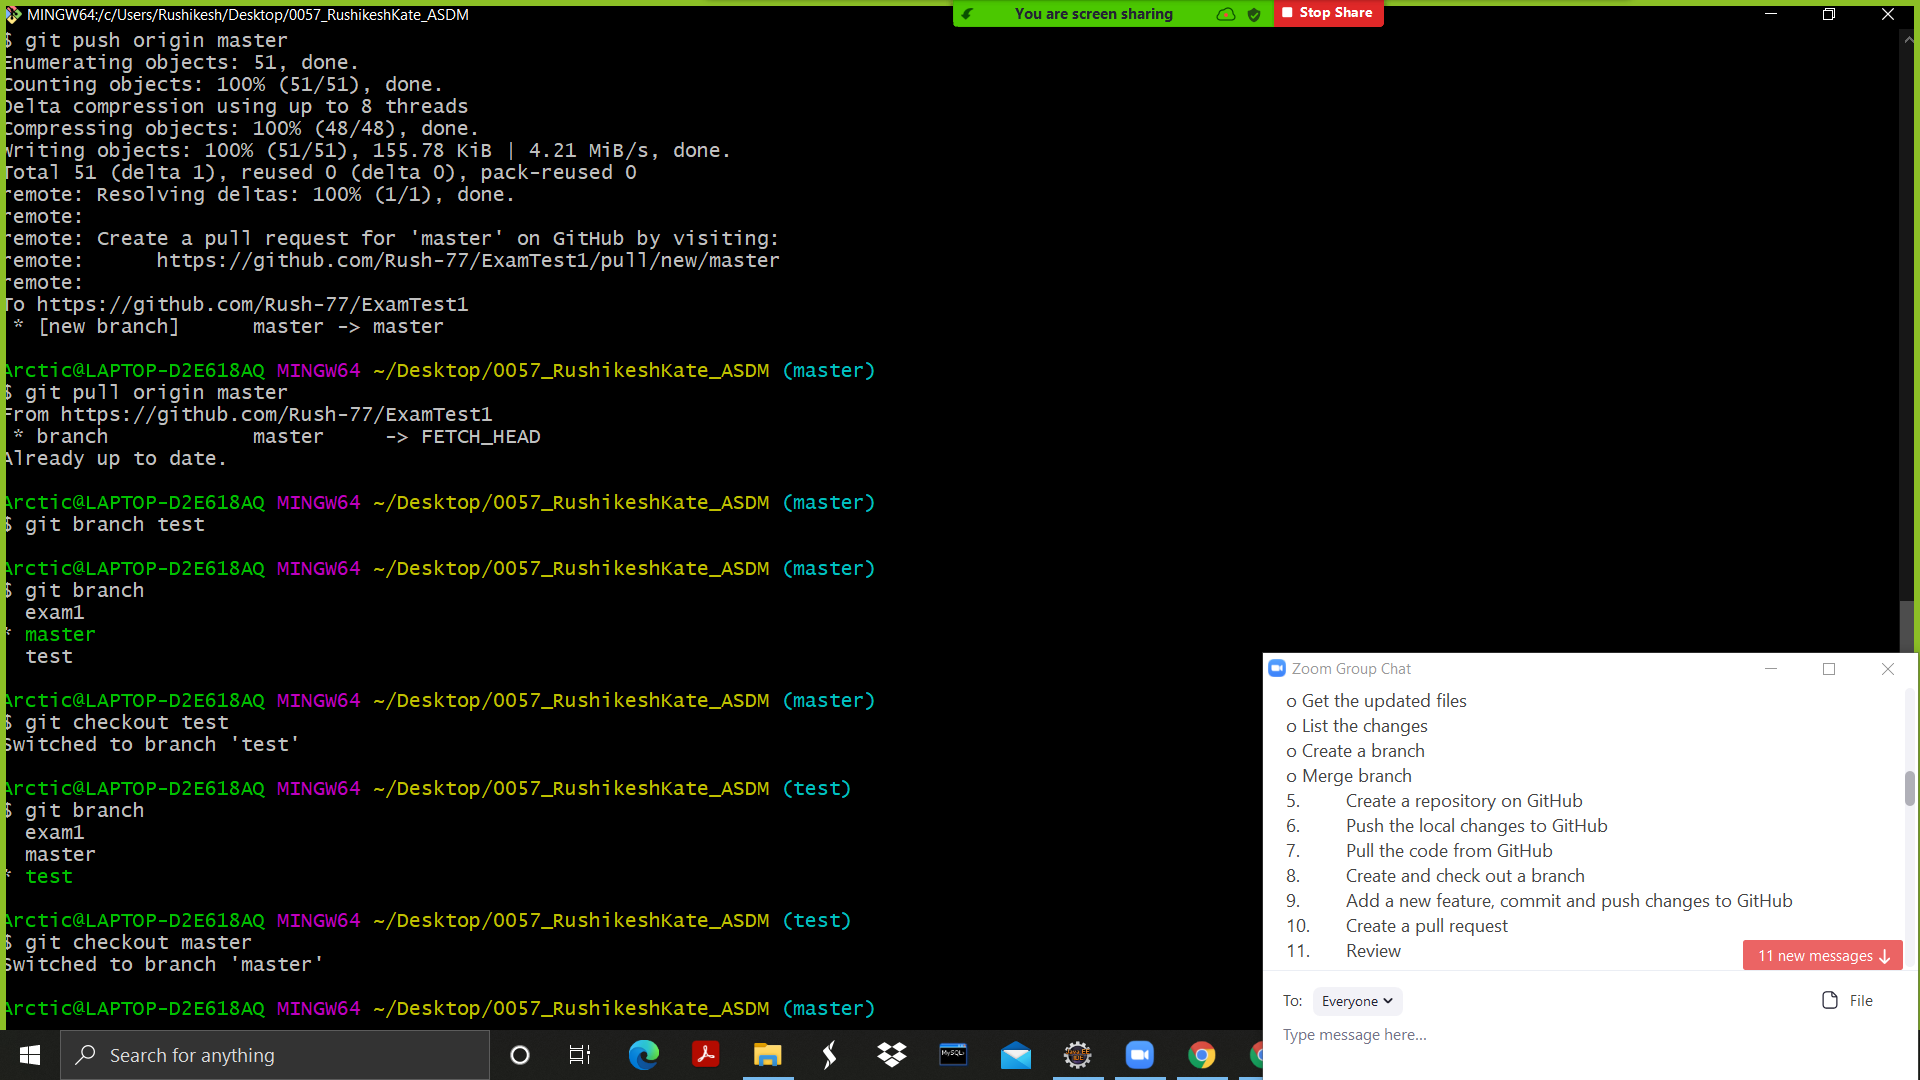 MINGW64:/c/Users/Rushikesh/Desktop/0057_RushikeshKate_ASDM
You are screen sharing
Stop Share
$ git push origin master
Enumerating objects: 51, done.
Counting objects: 100% (51/51), done.
Delta compression using up to 8 threads
Compressing objects: 100% (48/48), done.
Writing objects: 100% (51/51), 155.78 KiB | 4.21 MiB/s, done.
Total 51 (delta 1), reused 0 (delta 0), pack-reused 0
remote: Resolving deltas: 100% (1/1), done.
remote:
remote: Create a pull request for 'master' on GitHub by visiting:
remote:      https://github.com/Rush-77/ExamTest1/pull/new/master
remote:
To https://github.com/Rush-77/ExamTest1
 * [new branch]      master -> master
Arctic@LAPTOP-D2E618AQ MINGW64 ~/Desktop/0057_RushikeshKate_ASDM (master)
$ git pull origin master
From https://github.com/Rush-77/ExamTest1
 * branch            master     -> FETCH_HEAD
Already up to date.
Arctic@LAPTOP-D2E618AQ MINGW64 ~/Desktop/0057_RushikeshKate_ASDM (master)
$ git branch test
Arctic@LAPTOP-D2E618AQ MINGW64 ~/Desktop/0057_RushikeshKate_ASDM (master)
$ git branch
  exam1
* master
  test
Arctic@LAPTOP-D2E618AQ MINGW64 ~/Desktop/0057_RushikeshKate_ASDM (master)
$ git checkout test
Switched to branch 'test'
Arctic@LAPTOP-D2E618AQ MINGW64 ~/Desktop/0057_RushikeshKate_ASDM (test)
$ git branch
  exam1
  master
* test
Arctic@LAPTOP-D2E618AQ MINGW64 ~/Desktop/0057_RushikeshKate_ASDM (test)
$ git checkout master
Switched to branch 'master'
Arctic@LAPTOP-D2E618AQ MINGW64 ~/Desktop/0057_RushikeshKate_ASDM (master)
Zoom Group Chat
o Get the updated files
o List the changes
o Create a branch
o Merge branch
5. Create a repository on GitHub
6. Push the local changes to GitHub
7. Pull the code from GitHub
8. Create and check out a branch
9. Add a new feature, commit and push changes to GitHub
10. Create a pull request
11. Review
11 new messages
To: Everyone
File
Type message here...
Search for anything